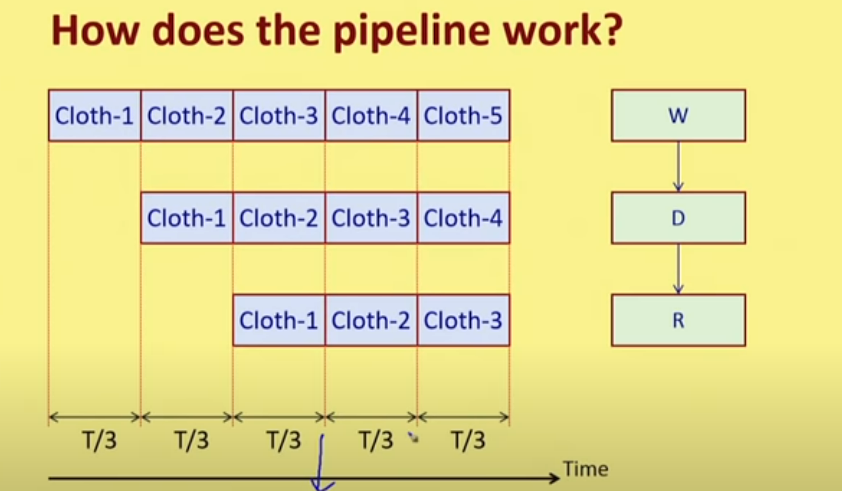 How does the pipeline work?
Cloth-1 Cloth-2 Cloth-3 Cloth-4 Cloth-5
W
Cloth-1 Cloth-2 Cloth-3 Cloth-4
D
Cloth-1 Cloth-2 Cloth-3
R
T/3 T/3 T/3 T/3 T/3
Time